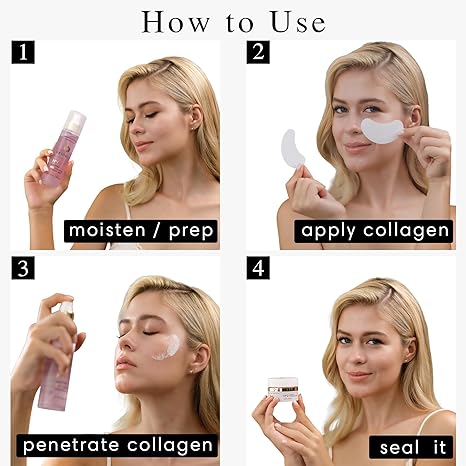 How to Use
1
moisten / prep
2
apply collagen
3
penetrate collagen
4
seal it